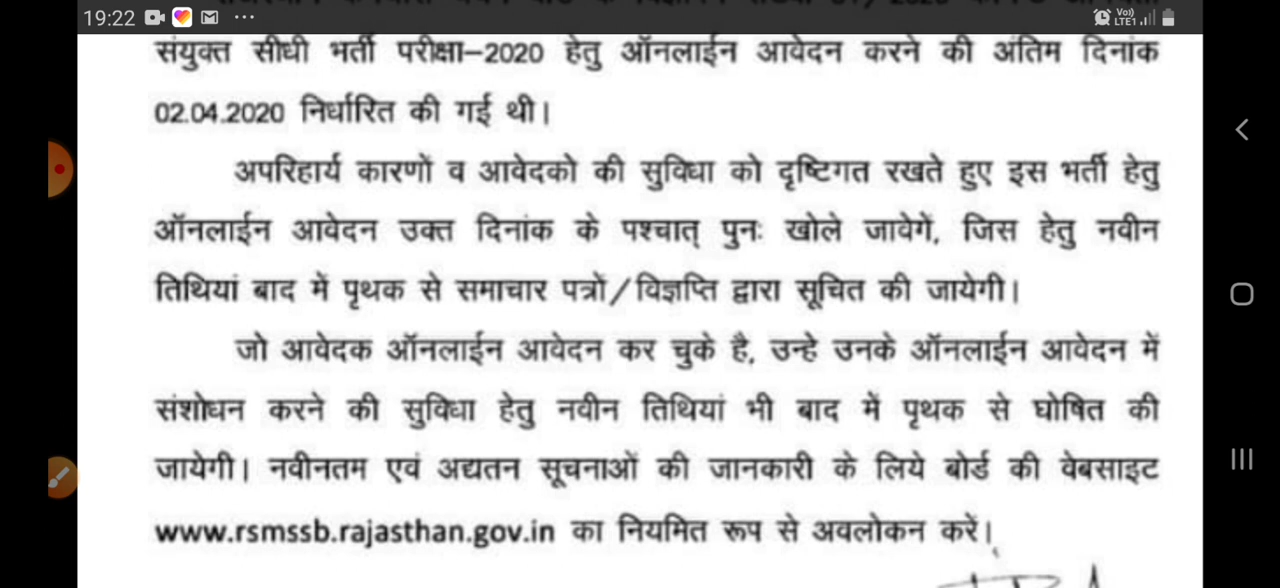 19:22
Vo))
LTE1
संयुक्त सीधी भर्ती परीक्षा–2020 हेतु ऑनलाईन आवेदन करने की अंतिम दिनांक
02.04.2020 निर्धारित की गई थी।
अपरिहार्य कारणों व आवेदको की सुविधा को दृष्टिगत रखते हुए इस भर्ती हेतु
ऑनलाईन आवेदन उक्त दिनांक के पश्चात् पुनः खोले जावेगें, जिस हेतु नवीन
तिथियां बाद में पृथक से समाचार पत्रों/विज्ञप्ति द्वारा सूचित की जायेगी।
जो आवेदक ऑनलाईन आवेदन कर चुके है, उन्हे उनके ऑनलाईन आवेदन में
संशोधन करने की सुविधा हेतु नवीन तिथियां भी बाद में पृथक से घोषित की
जायेगी। नवीनतम एवं अद्यतन सूचनाओं की जानकारी के लिये बोर्ड की वेबसाइट
www.rsmssb.rajasthan.gov.in का नियमित रूप से अवलोकन करें।